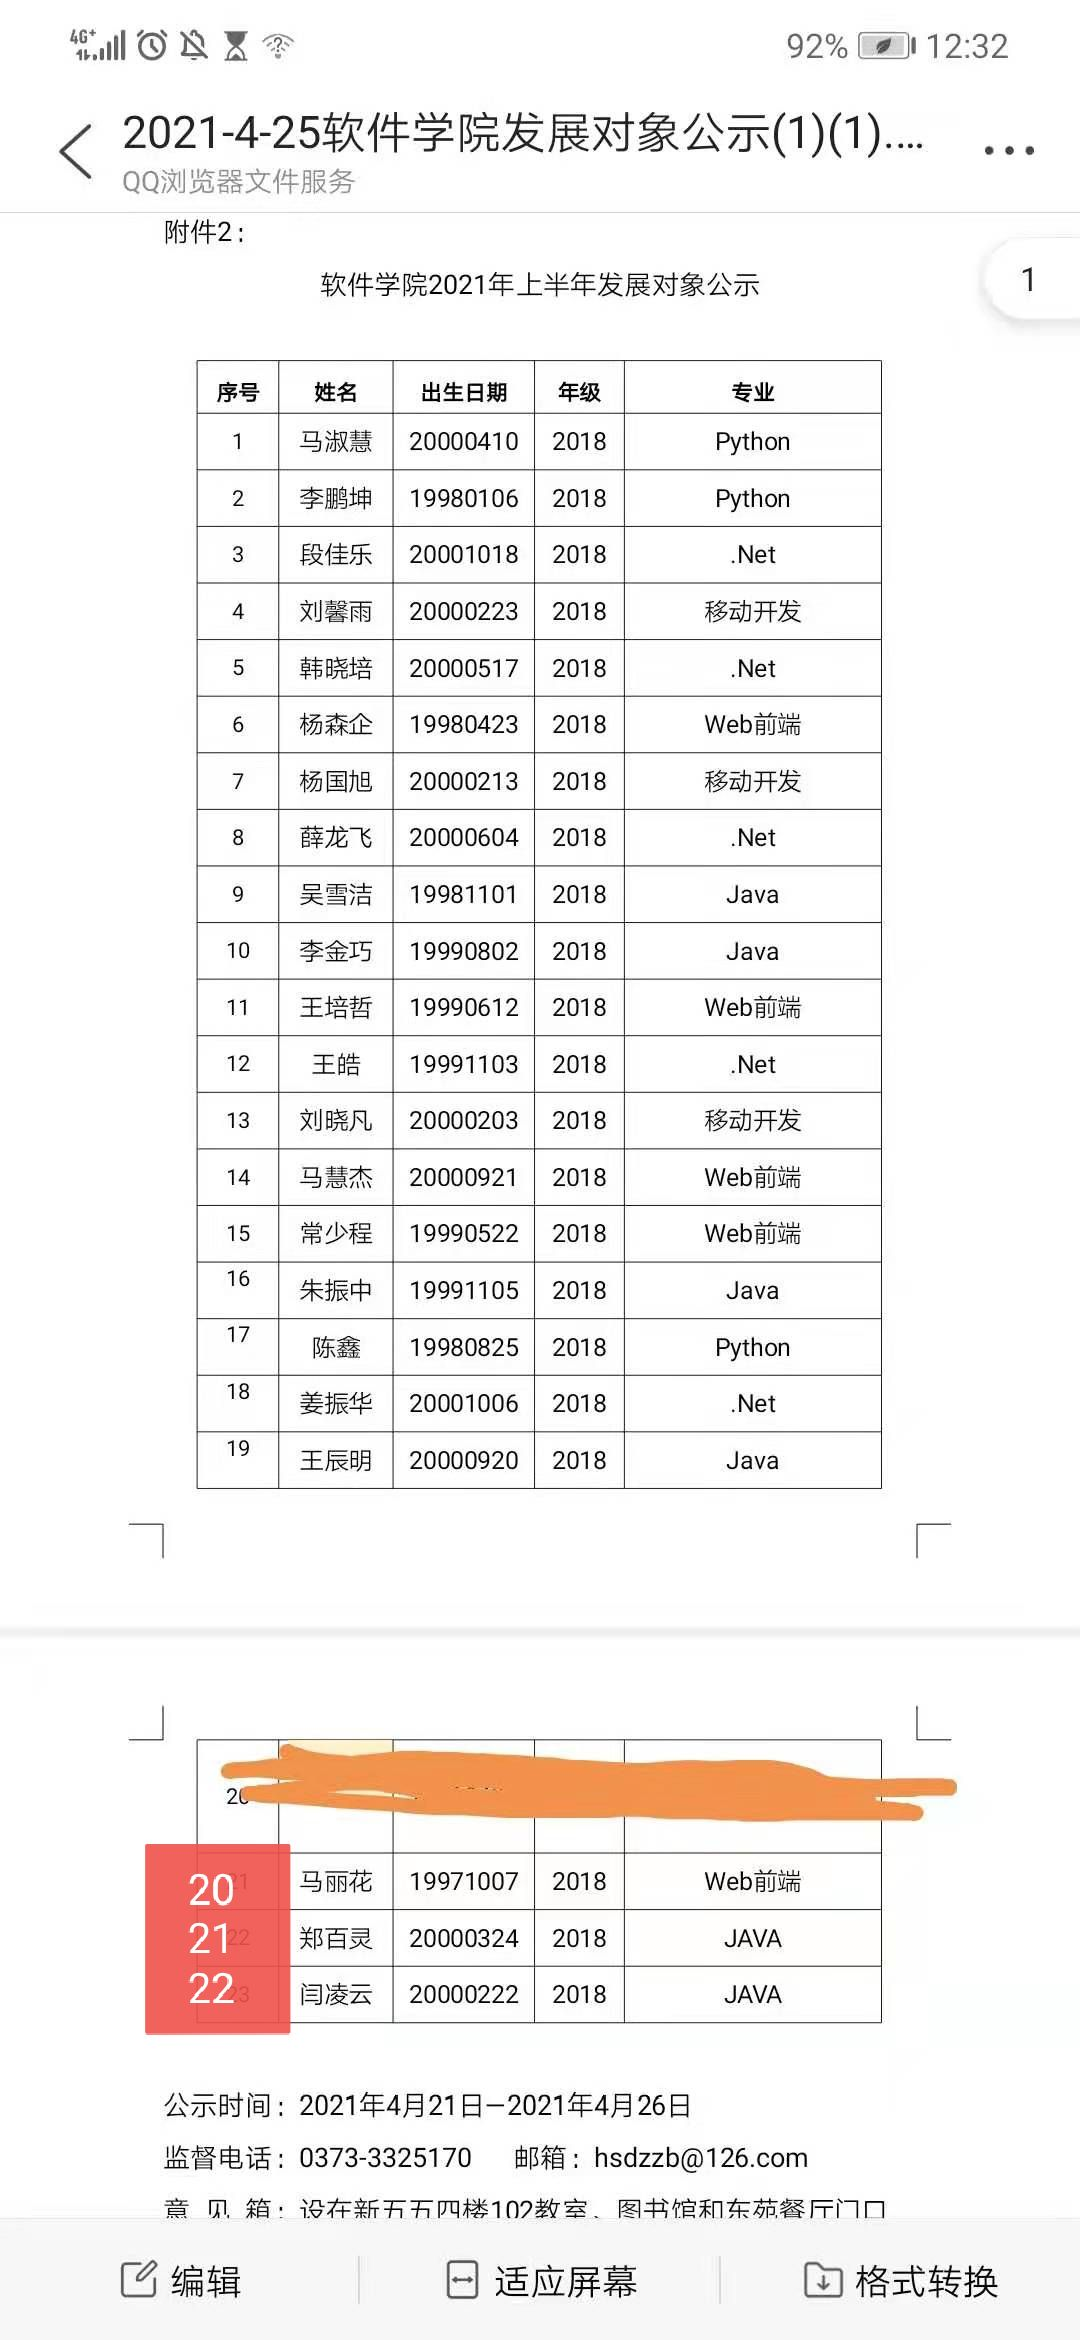 4G+ 92% 12:32
2021-4-25软件学院发展对象公示(1)(1)....
QQ浏览器文件服务
附件2：
1
软件学院2021年上半年发展对象公示
序号 姓名 出生日期 年级 专业
1 马淑慧 20000410 2018 Python
2 李鹏坤 19980106 2018 Python
3 段佳乐 20001018 2018 .Net
4 刘馨雨 20000223 2018 移动开发
5 韩晓培 20000517 2018 .Net
6 杨森企 19980423 2018 Web前端
7 杨国旭 20000213 2018 移动开发
8 薛龙飞 20000604 2018 .Net
9 吴雪洁 19981101 2018 Java
10 李金巧 19990802 2018 Java
11 王培哲 19990612 2018 Web前端
12 王皓 19991103 2018 .Net
13 刘晓凡 20000203 2018 移动开发
14 马慧杰 20000921 2018 Web前端
15 常少程 19990522 2018 Web前端
16 朱振中 19991105 2018 Java
17 陈鑫 19980825 2018 Python
18 姜振华 20001006 2018 .Net
19 王辰明 20000920 2018 Java
20
20 21 马丽花 19971007 2018 Web前端
21 22 郑百灵 20000324 2018 JAVA
22 23 闫凌云 20000222 2018 JAVA
公示时间：2021年4月21日—2021年4月26日
监督电话：0373-3325170 邮箱：hsdzzb@126.com
意 见 箱：设在新五五四楼102教室、图书馆和东苑餐厅门口
编辑 适应屏幕 格式转换